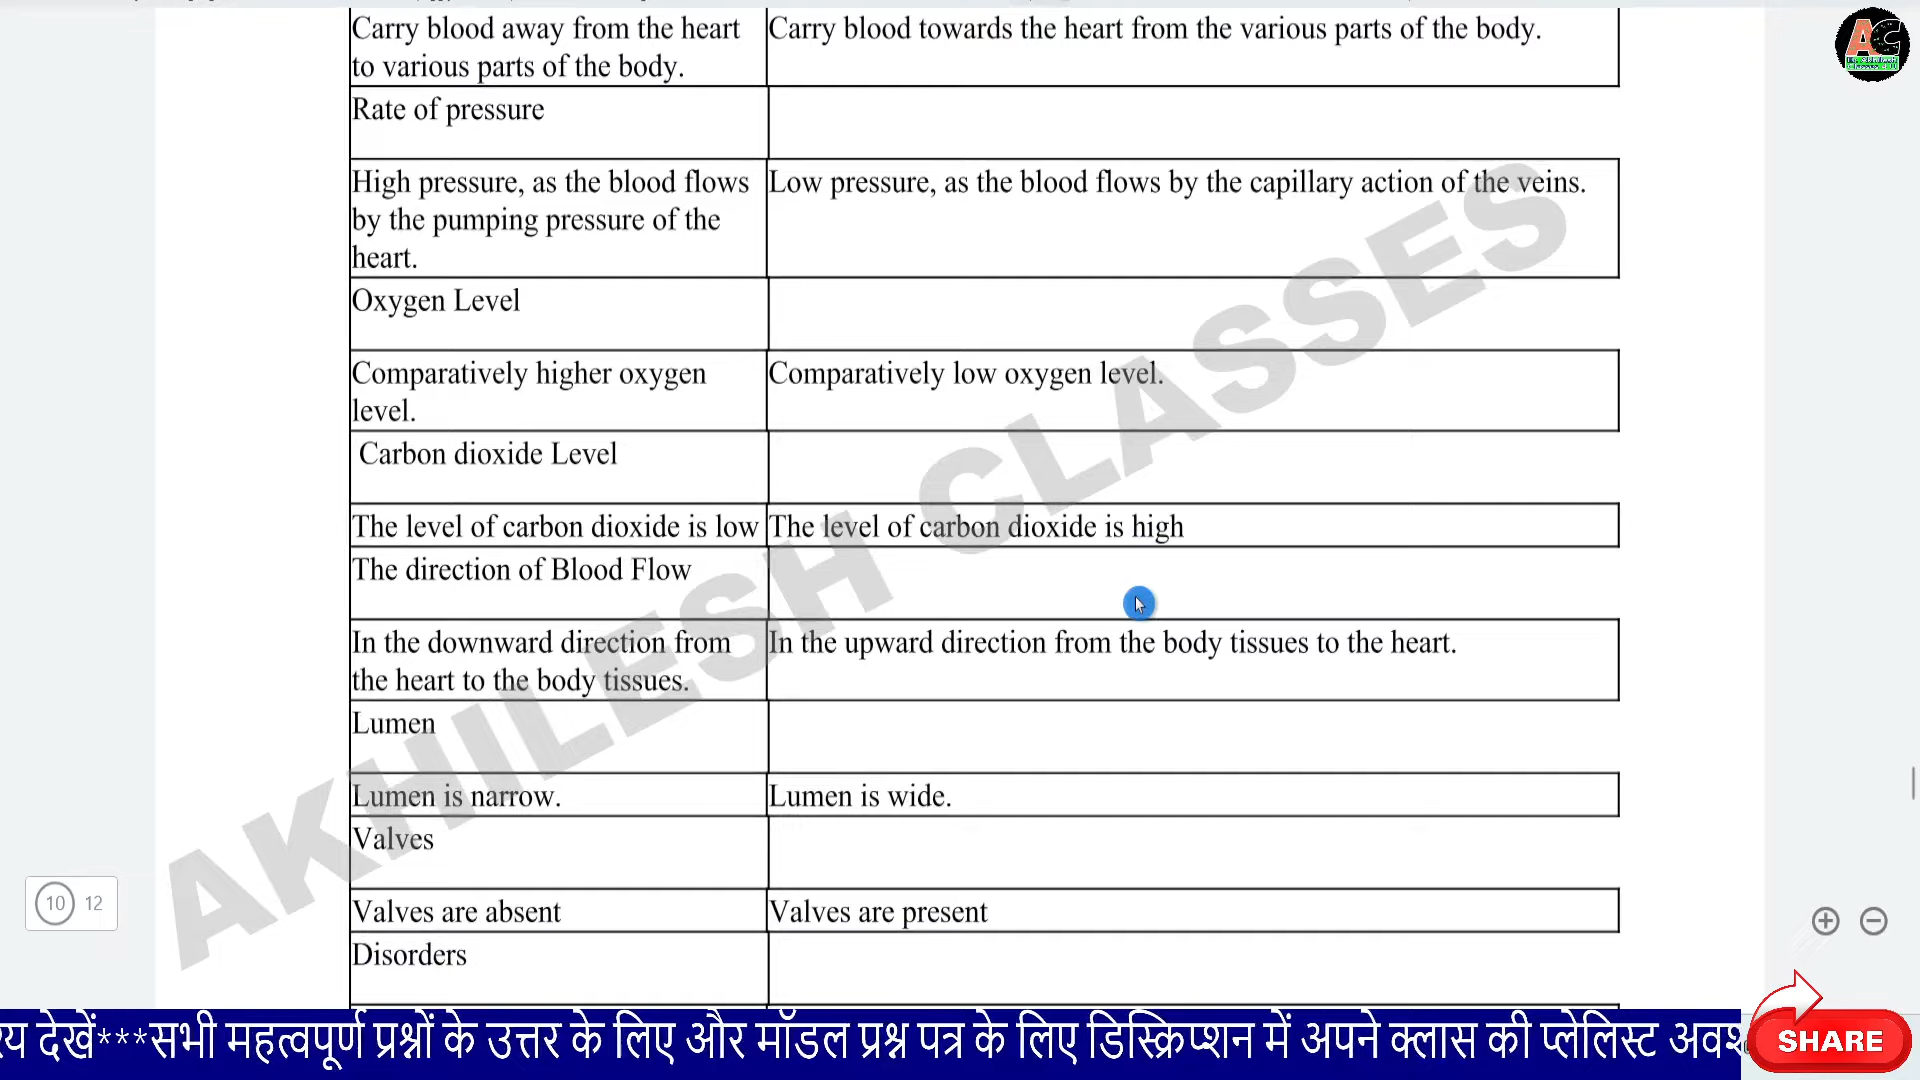 Carry blood away from the heart
to various parts of the body.
Carry blood towards the heart from the various parts of the body.
Rate of pressure
High pressure, as the blood flows
by the pumping pressure of the
heart.
Low pressure, as the blood flows by the capillary action of the veins.
Oxygen Level
Comparatively higher oxygen
level.
Comparatively low oxygen level.
Carbon dioxide Level
The level of carbon dioxide is low
The level of carbon dioxide is high
The direction of Blood Flow
In the downward direction from
the heart to the body tissues.
In the upward direction from the body tissues to the heart.
Lumen
Lumen is narrow.
Lumen is wide.
Valves
Valves are absent
Valves are present
Disorders
AKHILESH CLASSES
AC
10 12
देखें***सभी महत्वपूर्ण प्रश्नों के उत्तर के लिए और मॉडल प्रश्न पत्र के लिए डिस्क्रिप्शन में अपने क्लास की प्लेलिस्ट
SHARE